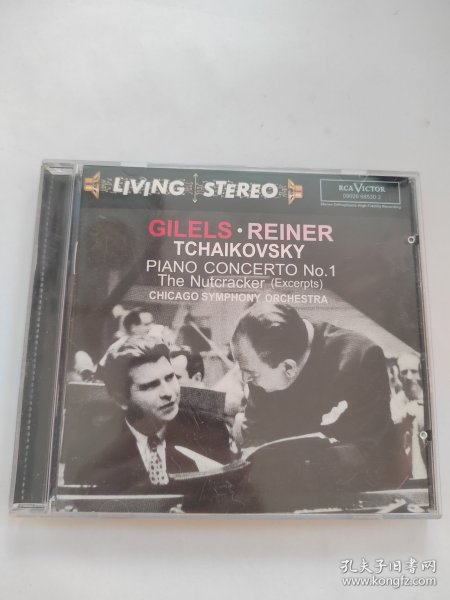 LIVING STEREO
RCA VICTOR
09026 68530 2
GILELS • REINER
TCHAIKOVSKY
PIANO CONCERTO No.1
The Nutcracker (Excerpts)
CHICAGO SYMPHONY ORCHESTRA
孔夫子旧书网
www.kongfz.com